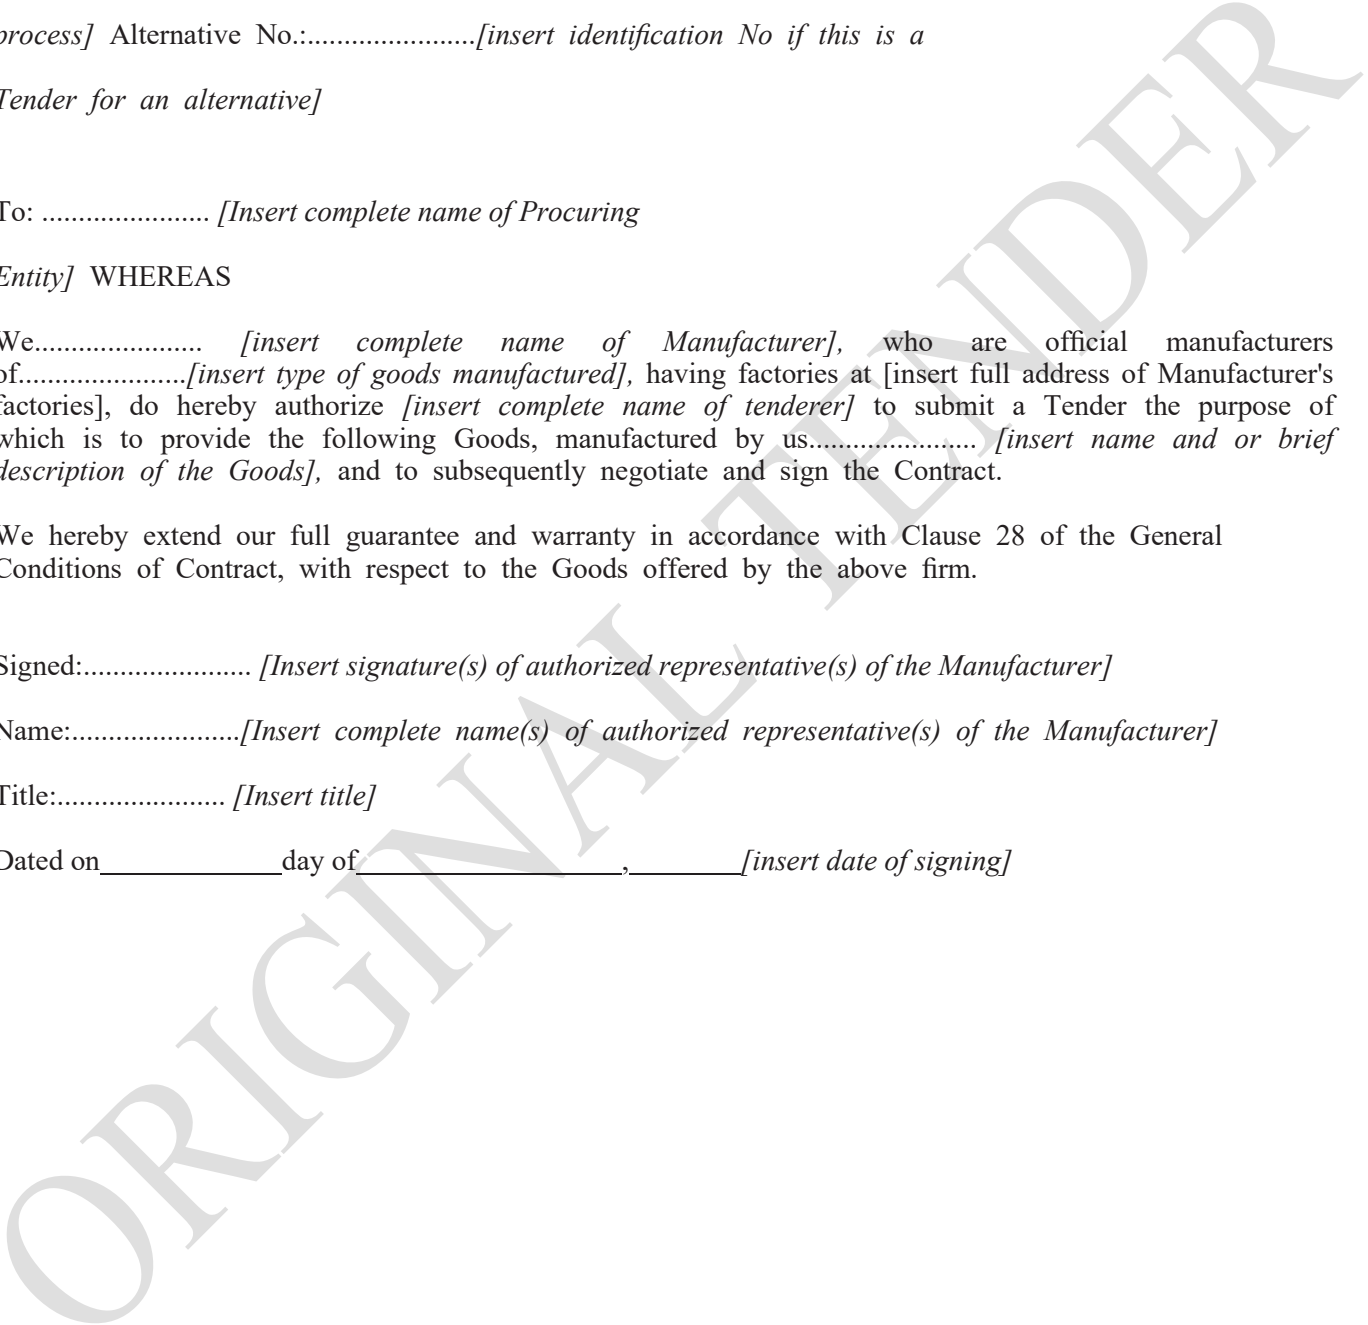 process] Alternative No.:.......................[insert identification No if this is a
Tender for an alternative]
To: ....................... [Insert complete name of Procuring
Entity] WHEREAS
We....................... [insert complete name of Manufacturer], who are official manufacturers
of.......................[insert type of goods manufactured], having factories at [insert full address of Manufacturer's
factories], do hereby authorize [insert complete name of tenderer] to submit a Tender the purpose of
which is to provide the following Goods, manufactured by us....................... [insert name and or brief
description of the Goods], and to subsequently negotiate and sign the Contract.
We hereby extend our full guarantee and warranty in accordance with Clause 28 of the General
Conditions of Contract, with respect to the Goods offered by the above firm.
Signed:....................... [Insert signature(s) of authorized representative(s) of the Manufacturer]
Name:.......................[Insert complete name(s) of authorized representative(s) of the Manufacturer]
Title:....................... [Insert title]
Dated on____________day of__________________,________[insert date of signing]
ORIGINAL TENDER